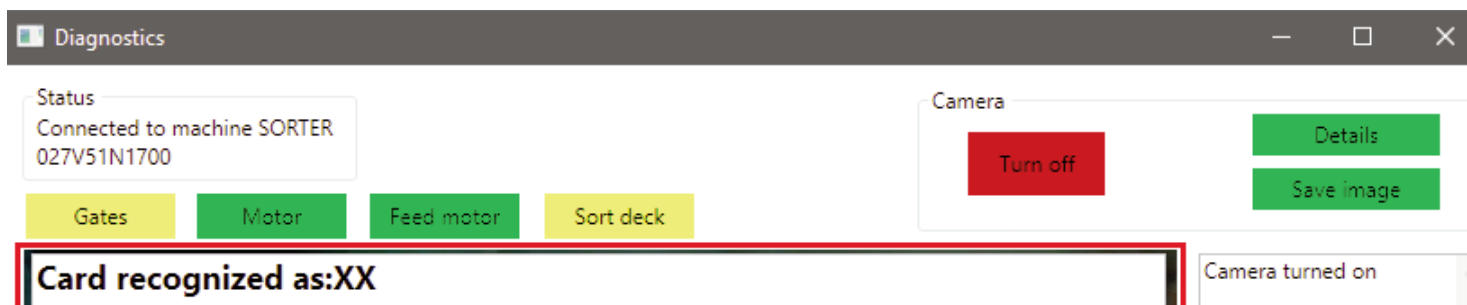 Diagnostics
Status
Connected to machine SORTER
027V51N1700
Camera
Turn off
Details
Save image
Gates
Motor
Feed motor
Sort deck
Card recognized as:XX
Camera turned on